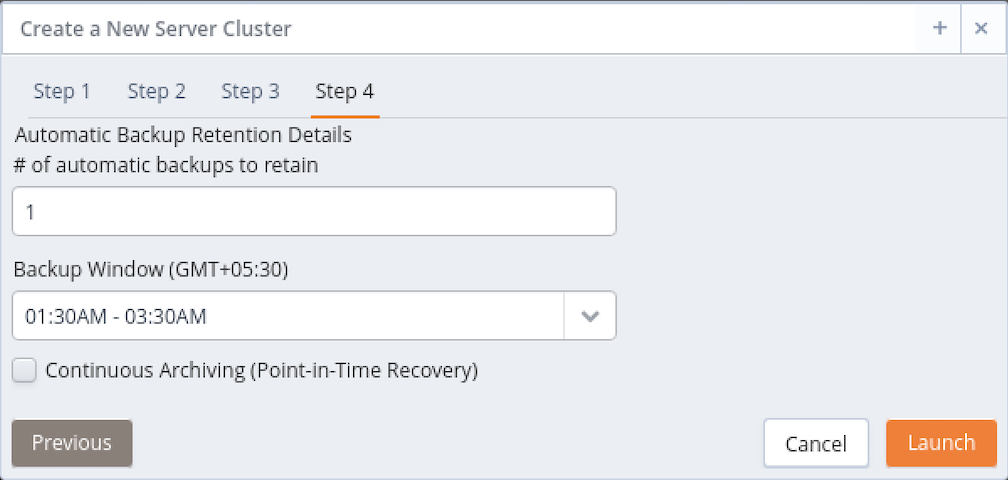 Create a New Server Cluster
Step 1 Step 2 Step 3 Step 4
Automatic Backup Retention Details
# of automatic backups to retain
1
Backup Window (GMT+05:30)
01:30AM - 03:30AM
Continuous Archiving (Point-in-Time Recovery)
Previous Cancel Launch